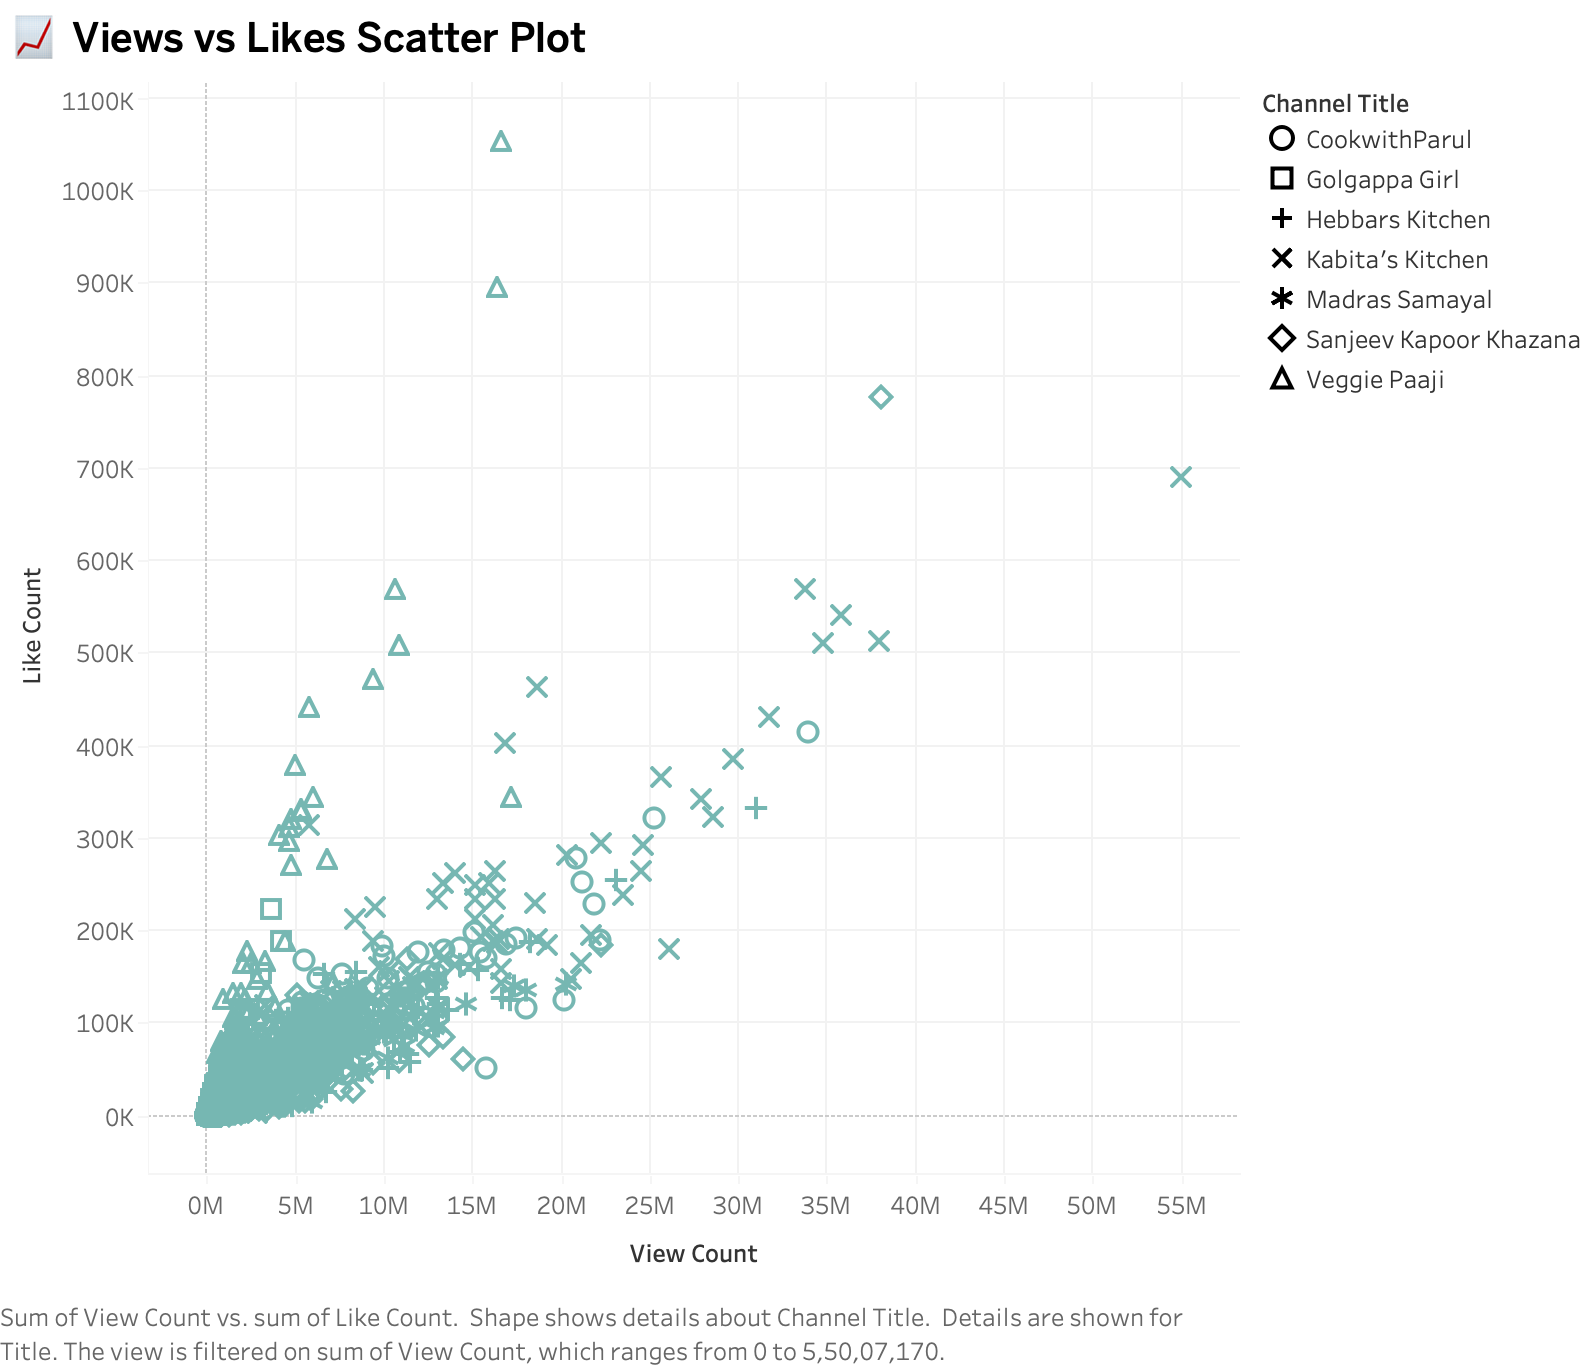 📈 Views vs Likes Scatter Plot
1100K
1000K
900K
800K
700K
600K
500K
400K
300K
200K
100K
0K
Like Count
0M 5M 10M 15M 20M 25M 30M 35M 40M 45M 50M 55M
View Count
Channel Title
CookwithParul
Golgappa Girl
Hebbars Kitchen
Kabita’s Kitchen
Madras Samayal
Sanjeev Kapoor Khazana
Veggie Paaji
Sum of View Count vs. sum of Like Count. Shape shows details about Channel Title. Details are shown for
Title. The view is filtered on sum of View Count, which ranges from 0 to 5,50,07,170.